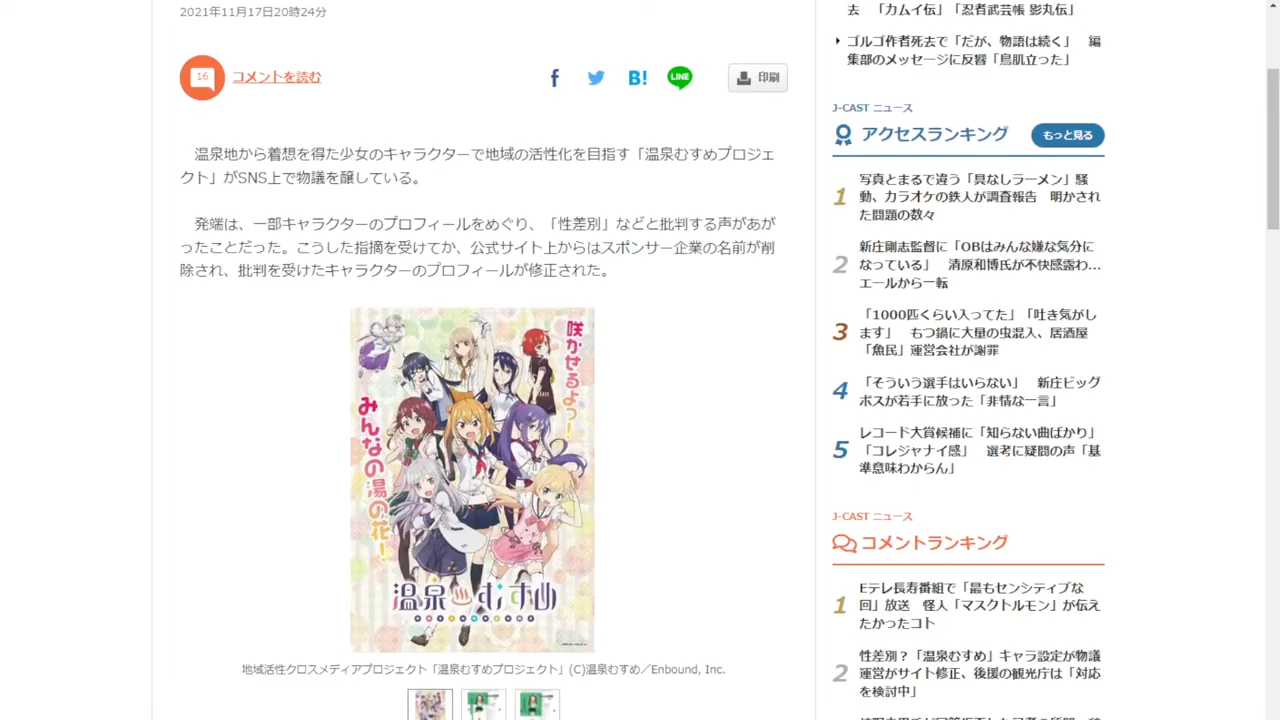 2021年11月17日20時24分
16
コメントを読む
f
B!
LINE
印刷
温泉地から着想を得た少女のキャラクターで地域の活性化を目指す「温泉むすめプロジェ
クト」がSNS上で物議を醸している。
発端は、一部キャラクターのプロフィールをめぐり、「性差別」などと批判する声があが
ったことだった。こうした指摘を受けてか、公式サイト上からはスポンサー企業の名前が削
除され、批判を受けたキャラクターのプロフィールが修正された。
咲かせるよっ!
みんなの湯の花!
温泉むすめ
地域活性クロスメディアプロジェクト「温泉むすめプロジェクト」(C)温泉むすめ／Enbound, Inc.
去　「カムイ伝」「忍者武芸帳 影丸伝」
ゴルゴ作者死去で「だが、物語は続く」　編
集部のメッセージに反響「鳥肌立った」
J-CAST ニュース
アクセスランキング
もっと見る
1
写真とまるで違う「具なしラーメン」騒
動、カラオケの鉄人が調査報告　明かされ
た問題の数々
2
新庄剛志監督に「OBはみんな嫌な気分に
なっている」　清原和博氏が不快感露わ...
エールから一転
3
「1000匹くらい入ってた」「吐き気がし
ます」　もつ鍋に大量の虫混入、居酒屋
「魚民」運営会社が謝罪
4
「そういう選手はいらない」　新庄ビッグ
ボスが若手に放った「非情な一言」
5
レコード大賞候補に「知らない曲ばかり」
「コレジャナイ感」　選考に疑問の声「基
準意味わからん」
J-CAST ニュース
コメントランキング
1
Eテレ長寿番組で「最もセンシティブな
回」放送　怪人「マスクトルモン」が伝え
たかったコト
2
性差別？「温泉むすめ」キャラ設定が物議
運営がサイト修正、後援の観光庁は「対応
を検討中」